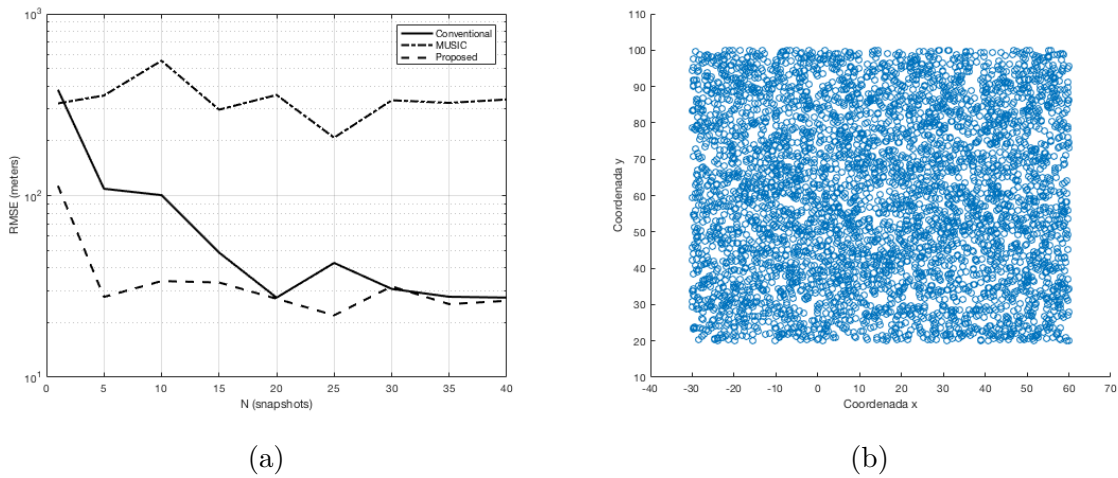 10^3
10^2
10^1
RMSE (meters)
Conventional
MUSIC
Proposed
0 5 10 15 20 25 30 35 40
N (snapshots)
(a)
110
100
90
80
70
60
50
40
30
20
10
Coordenada y
-40 -30 -20 -10 0 10 20 30 40 50 60 70
Coordenada x
(b)